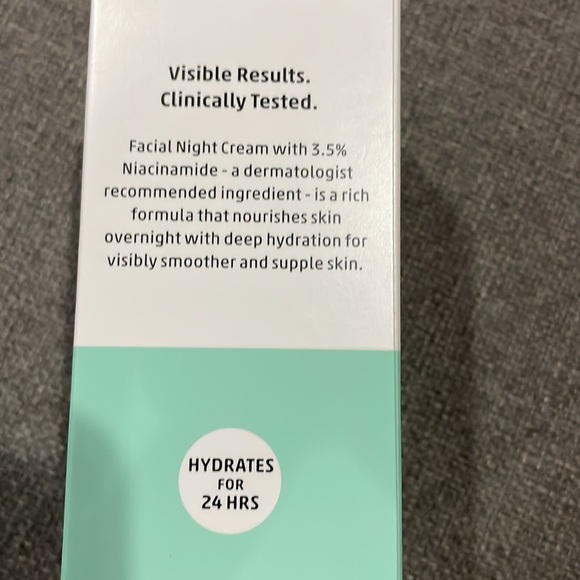 Visible Results.
Clinically Tested.
Facial Night Cream with 3.5%
Niacinamide - a dermatologist
recommended ingredient - is a rich
formula that nourishes skin
overnight with deep hydration for
visibly smoother and supple skin.
HYDRATES
FOR
24 HRS